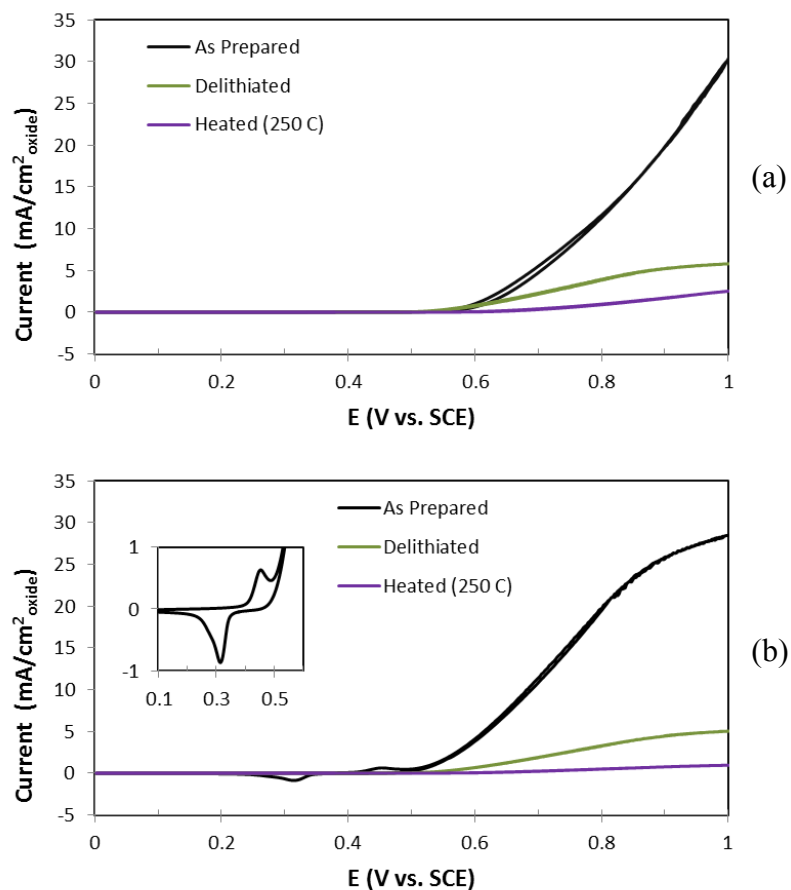 35
30
25
20
15
10
5
0
-5
Current (mA/cm²oxide)
As Prepared
Delithiated
Heated (250 C)
0 0.2 0.4 0.6 0.8 1
E (V vs. SCE)
(a)
35
30
25
20
15
10
5
0
-5
Current (mA/cm²oxide)
As Prepared
Delithiated
Heated (250 C)
1
0
-1
0.1 0.3 0.5
0 0.2 0.4 0.6 0.8 1
E (V vs. SCE)
(b)